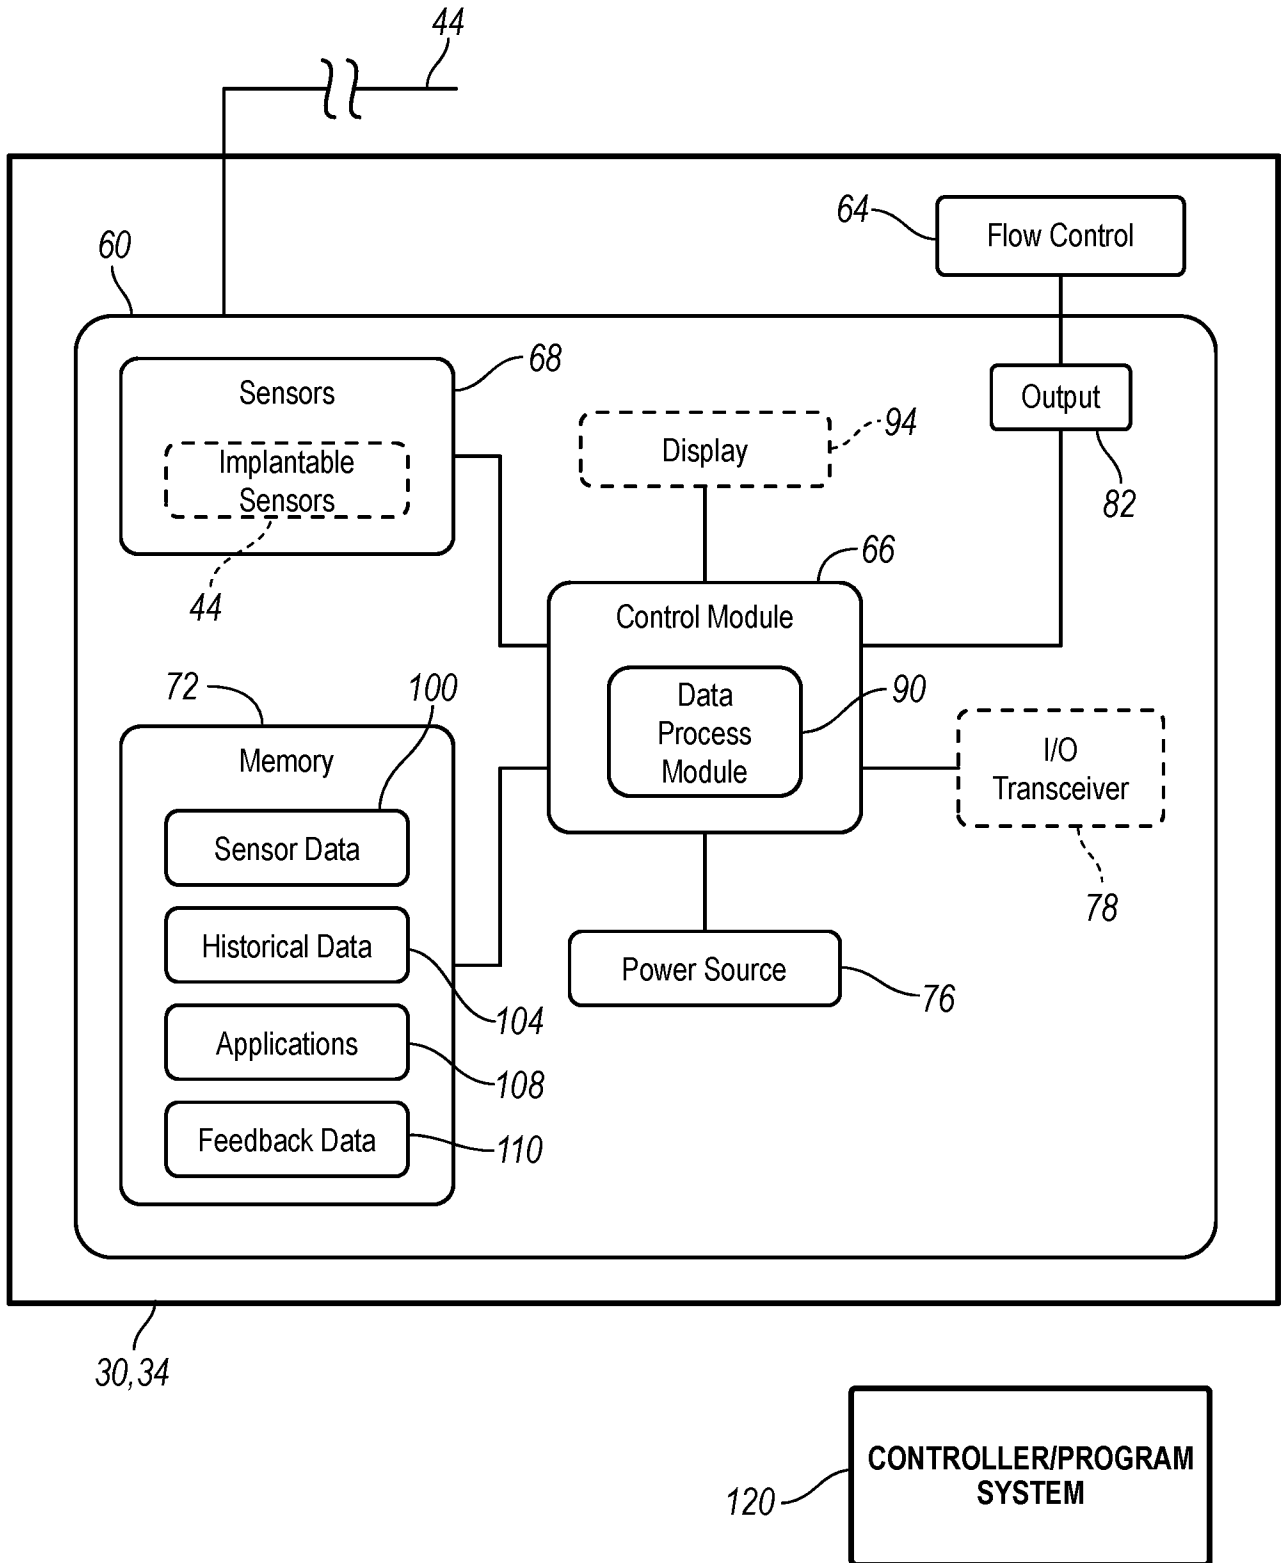 44
64
Flow Control
60
68
Sensors
Implantable
Sensors
44
94
Display
Output
82
66
Control Module
Data
Process
Module
90
72
100
Memory
Sensor Data
Historical Data
104
Applications
108
Feedback Data
110
I/O
Transceiver
78
Power Source
76
30,34
CONTROLLER/PROGRAM
SYSTEM
120